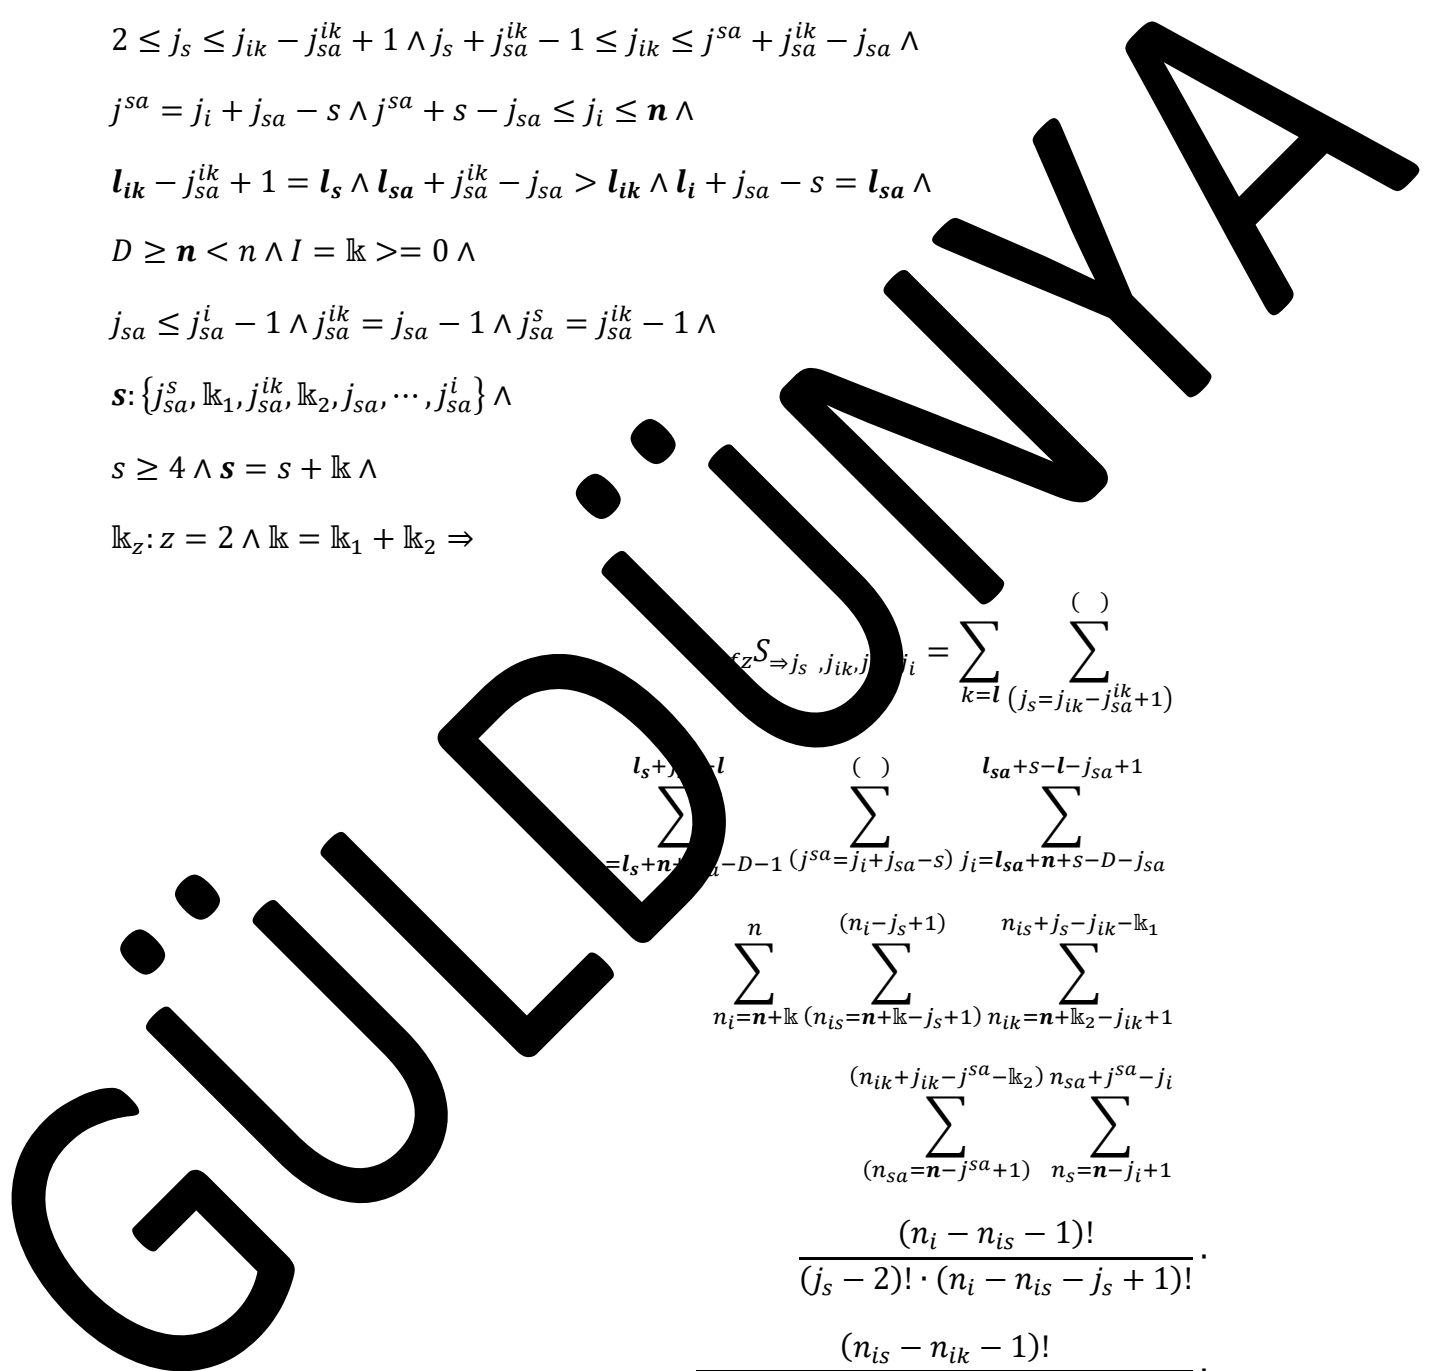 2 ≤ j_s ≤ j_{ik} − j_{sa}^{ik} + 1 ∧ j_s + j_{sa}^{ik} − 1 ≤ j_{ik} ≤ j^{sa} + j_{sa}^{ik} − j_{sa} ∧
j^{sa} = j_i + j_{sa} − s ∧ j^{sa} + s − j_{sa} ≤ j_i ≤ n ∧
l_{ik} − j_{sa}^{ik} + 1 = l_s ∧ l_{sa} + j_{sa}^{ik} − j_{sa} > l_{ik} ∧ l_i + j_{sa} − s = l_{sa} ∧
D ≥ n < n ∧ I = 𝕜 >= 0 ∧
j_{sa} ≤ j_{sa}^{i} − 1 ∧ j_{sa}^{ik} = j_{sa} − 1 ∧ j_{sa}^{s} = j_{sa}^{ik} − 1 ∧
s: {j_{sa}^{s}, 𝕜_1, j_{sa}^{ik}, 𝕜_2, j_{sa}, ⋯, j_{sa}^{i}} ∧
s ≥ 4 ∧ s = s + 𝕜 ∧
𝕜_z: z = 2 ∧ 𝕜 = 𝕜_1 + 𝕜_2 ⇒
S_{⇒j_s, j_{ik}, j_i} = ∑_{k=l} ∑_{(j_s=j_{ik}−j_{sa}^{ik}+1)}^{( )}
∑ ∑_{(j^{sa}=j_i+j_{sa}−s)}^{( )} ∑_{j_i=l_{sa}+n+s−D−j_{sa}}^{l_{sa}+s−l−j_{sa}+1}
∑_{n_i=n+𝕜}^{n} ∑_{(n_{is}=n+𝕜−j_s+1)}^{(n_i−j_s+1)} ∑_{n_{ik}=n+𝕜_2−j_{ik}+1}^{n_{is}+j_s−j_{ik}−𝕜_1}
∑_{(n_{sa}=n−j^{sa}+1)}^{(n_{ik}+j_{ik}−j^{sa}−𝕜_2)} ∑_{n_s=n−j_i+1}^{n_{sa}+j^{sa}−j_i}
(n_i − n_{is} − 1)!
(j_s − 2)! · (n_i − n_{is} − j_s + 1)! ·
(n_{is} − n_{ik} − 1)! ·
GÜLDÜNYA